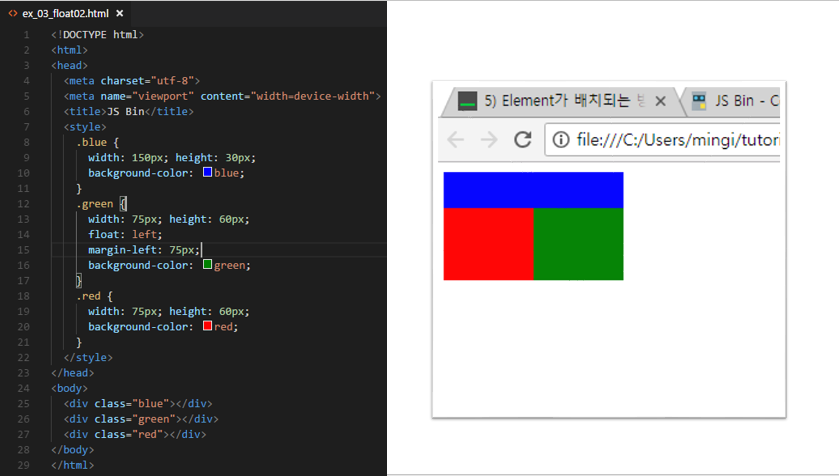 ex_03_float02.html ×
1 <!DOCTYPE html>
2 <html>
3 <head>
4 <meta charset="utf-8">
5 <meta name="viewport" content="width=device-width">
6 <title>JS Bin</title>
7 <style>
8 .blue {
9 width: 150px; height: 30px;
10 background-color: blue;
11 }
12 .green {
13 width: 75px; height: 60px;
14 float: left;
15 margin-left: 75px;
16 background-color: green;
17 }
18 .red {
19 width: 75px; height: 60px;
20 background-color: red;
21 }
22 </style>
23 </head>
24 <body>
25 <div class="blue"></div>
26 <div class="green"></div>
27 <div class="red"></div>
28 </body>
29 </html>
5) Element가 배치되는 × JS Bin - C
file:///C:/Users/mingi/tutori